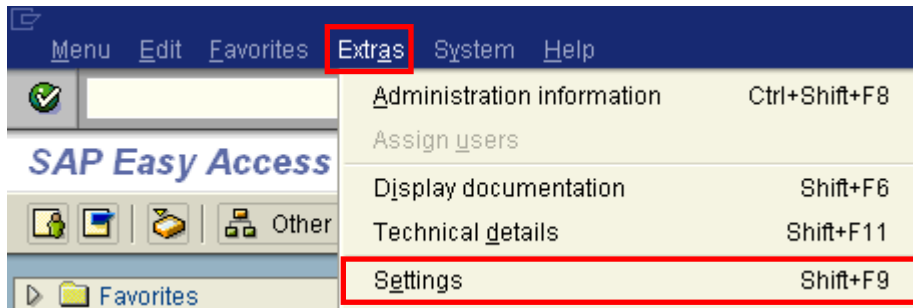 Menu Edit Favorites Extras System Help
Administration information Ctrl+Shift+F8
Assign users
SAP Easy Access
Display documentation Shift+F6
Other
Technical details Shift+F11
Settings Shift+F9
Favorites